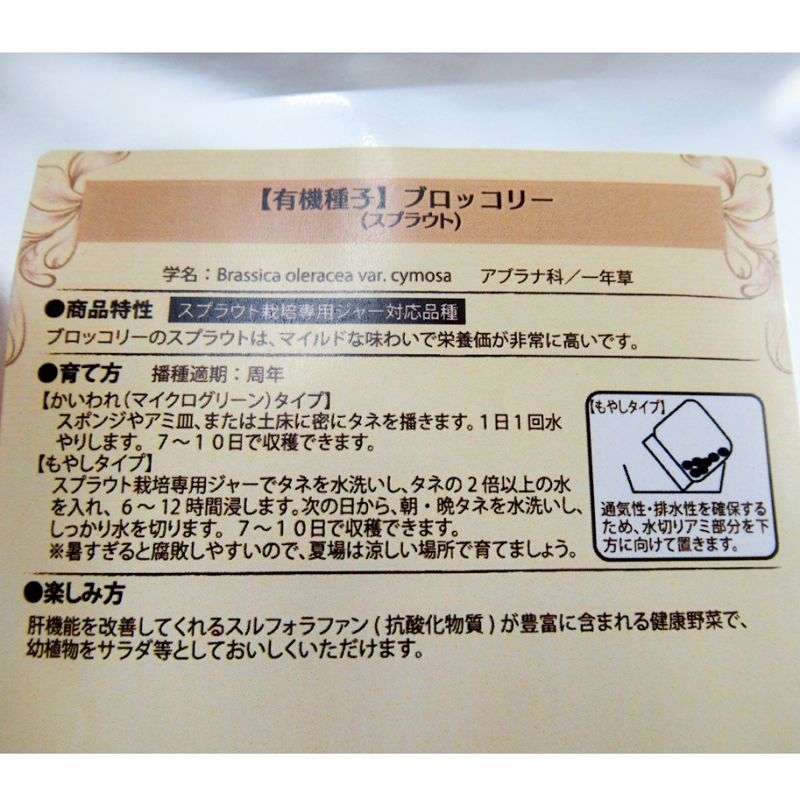 【有機種子】ブロッコリー
(スプラウト)
学名：Brassica oleracea var. cymosa　アブラナ科／一年草
●商品特性　スプラウト栽培専用ジャー対応品種
ブロッコリーのスプラウトは、マイルドな味わいで栄養価が非常に高いです。
●育て方　播種適期：周年
【かいわれ(マイクログリーン)タイプ】
スポンジやアミ皿、または土床に密にタネを播きます。1日1回水
やりします。7～10日で収穫できます。
【もやしタイプ】
スプラウト栽培専用ジャーでタネを水洗いし、タネの2倍以上の水
を入れ、6～12時間浸します。次の日から、朝・晩タネを水洗いし、
しっかり水を切ります。7～10日で収穫できます。
※暑すぎると腐敗しやすいので、夏場は涼しい場所で育てましょう。
【もやしタイプ】
通気性・排水性を確保する
ため、水切りアミ部分を下
方に向けて置きます。
●楽しみ方
肝機能を改善してくれるスルフォラファン(抗酸化物質)が豊富に含まれる健康野菜で、
幼植物をサラダ等としておいしくいただけます。